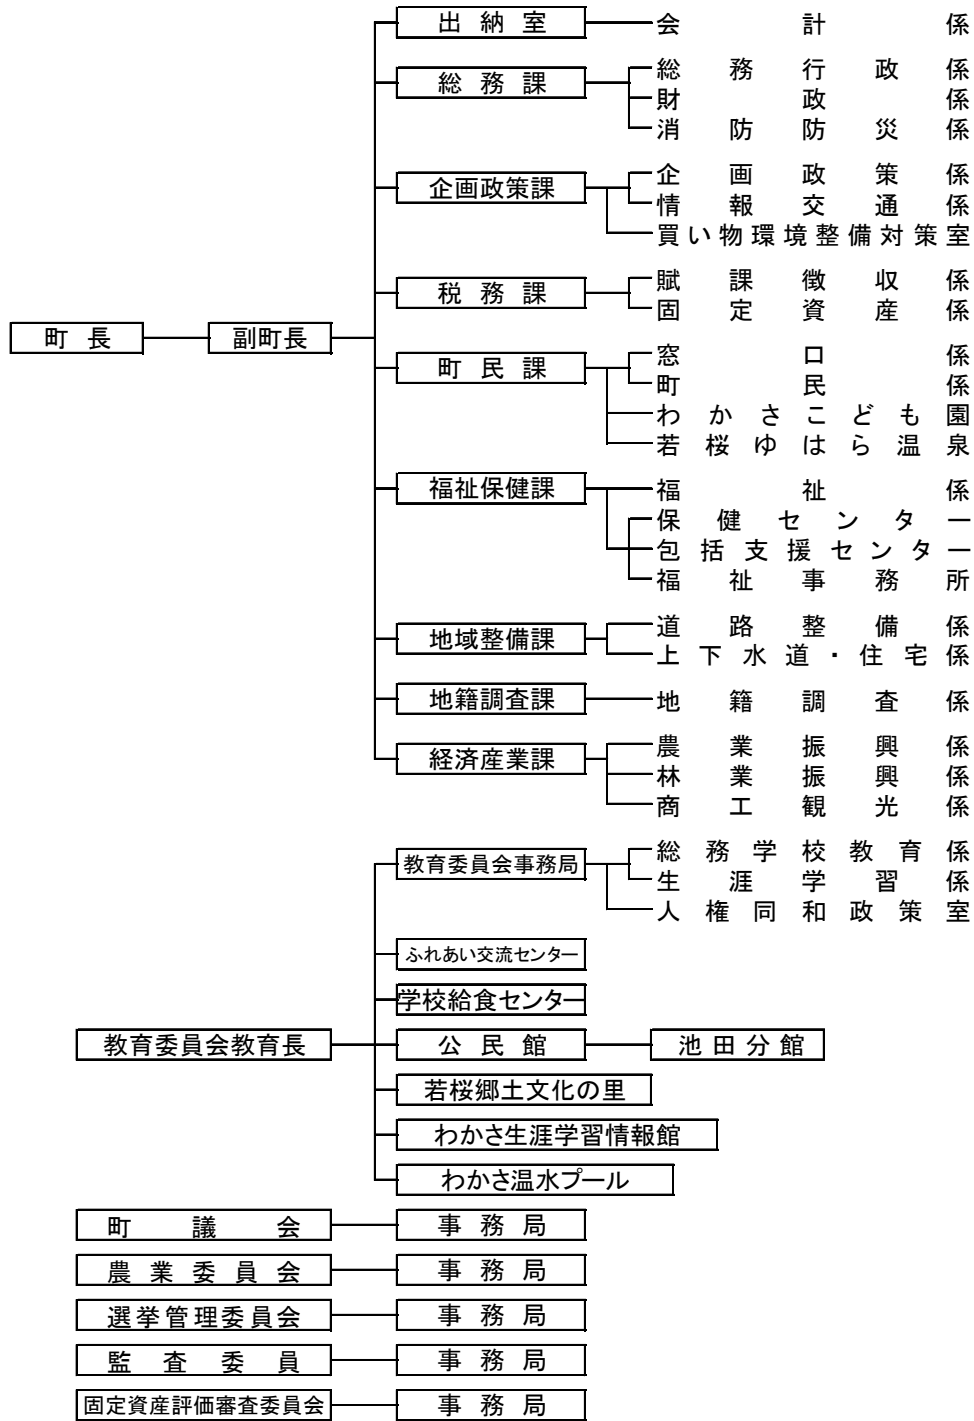 出納室 会計係
総務課 総務行政係
財政係
消防防災係
企画政策課 企画政策係
情報交通係
買い物環境整備対策室
税務課 賦課徴収係
固定資産係
町長 副町長
町民課 窓口係
町民係
わかさこども園
若桜ゆはら温泉
福祉保健課 福祉係
保健センター
包括支援センター
福祉事務所
地域整備課 道路整備係
上下水道・住宅係
地籍調査課 地籍調査係
経済産業課 農業振興係
林業振興係
商工観光係
教育委員会事務局 総務学校教育係
生涯学習係
人権同和政策室
ふれあい交流センター
学校給食センター
教育委員会教育長 公民館 池田分館
若桜郷土文化の里
わかさ生涯学習情報館
わかさ温水プール
町議会 事務局
農業委員会 事務局
選挙管理委員会 事務局
監査委員 事務局
固定資産評価審査委員会 事務局